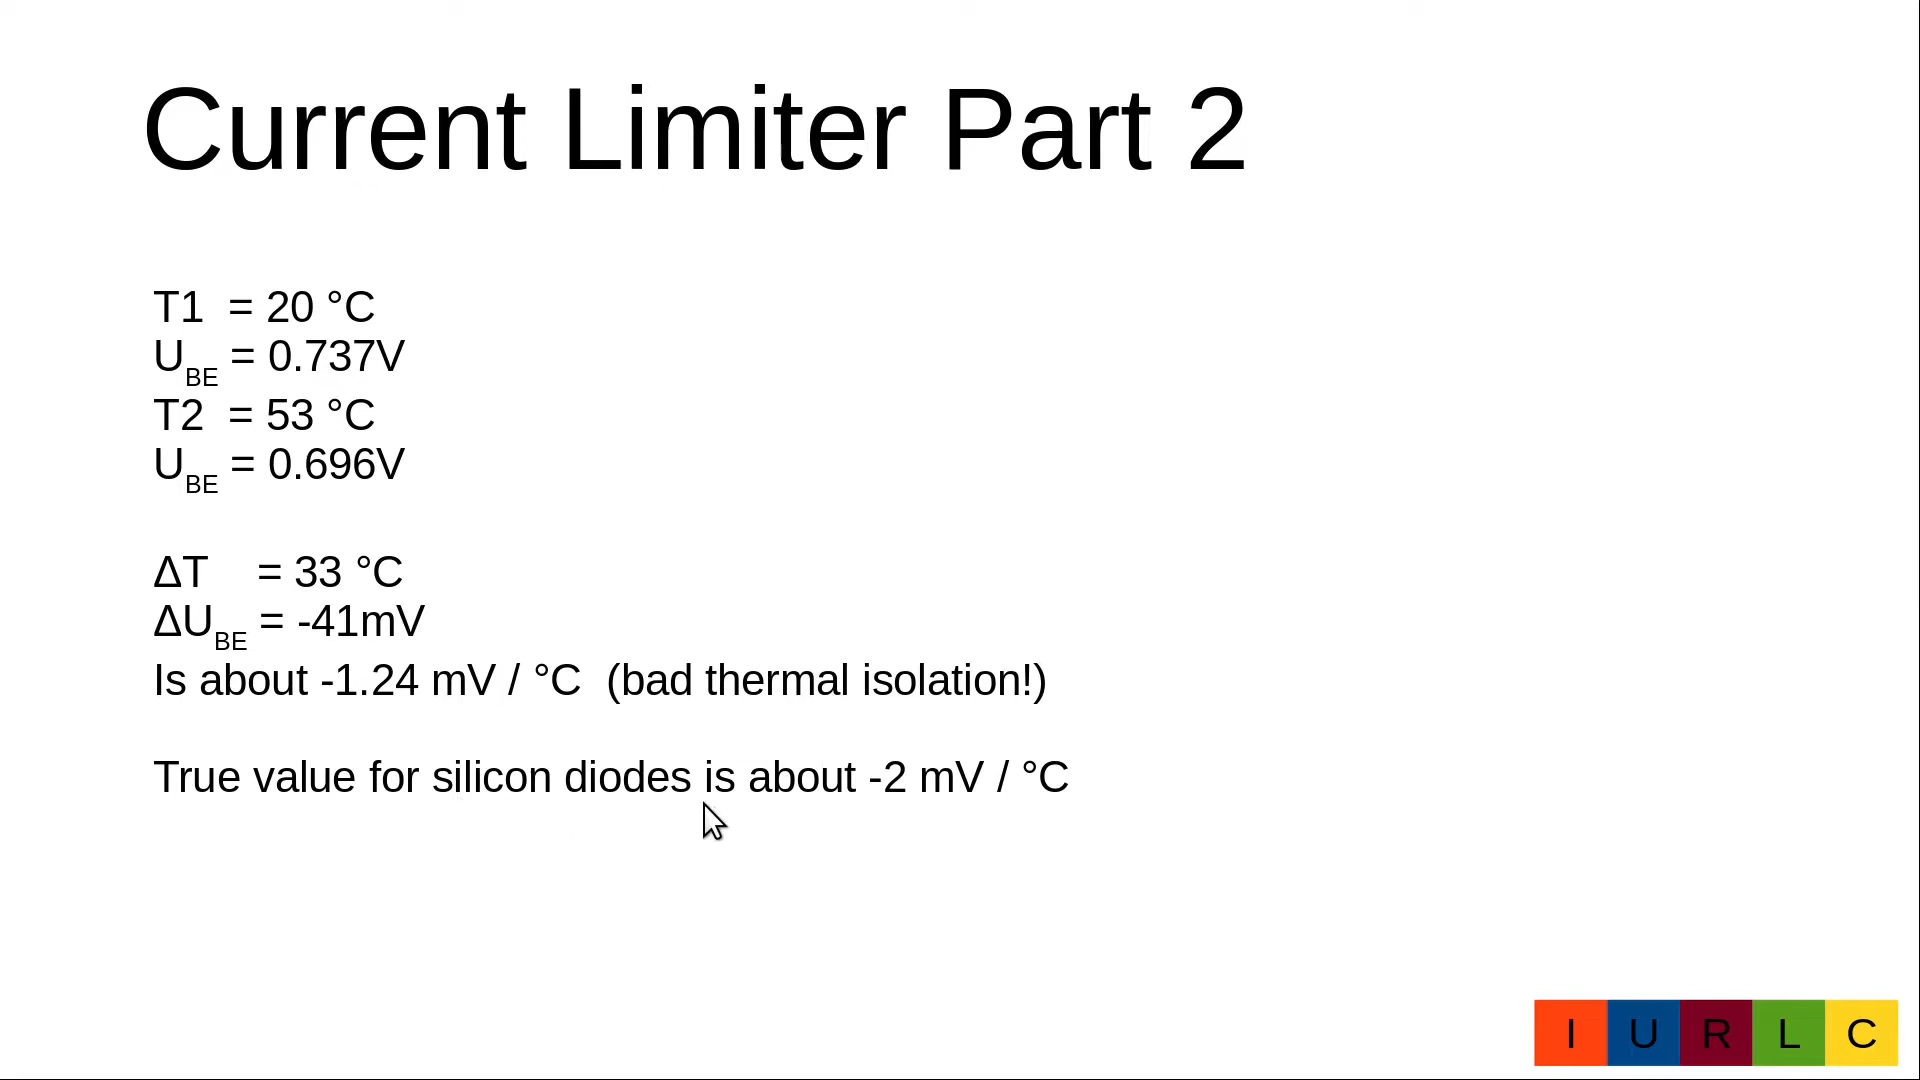 Current Limiter Part 2
T1 = 20 °C
UBE = 0.737V
T2 = 53 °C
UBE = 0.696V
ΔT = 33 °C
ΔUBE = -41mV
Is about -1.24 mV / °C (bad thermal isolation!)
True value for silicon diodes is about -2 mV / °C
I U R L C